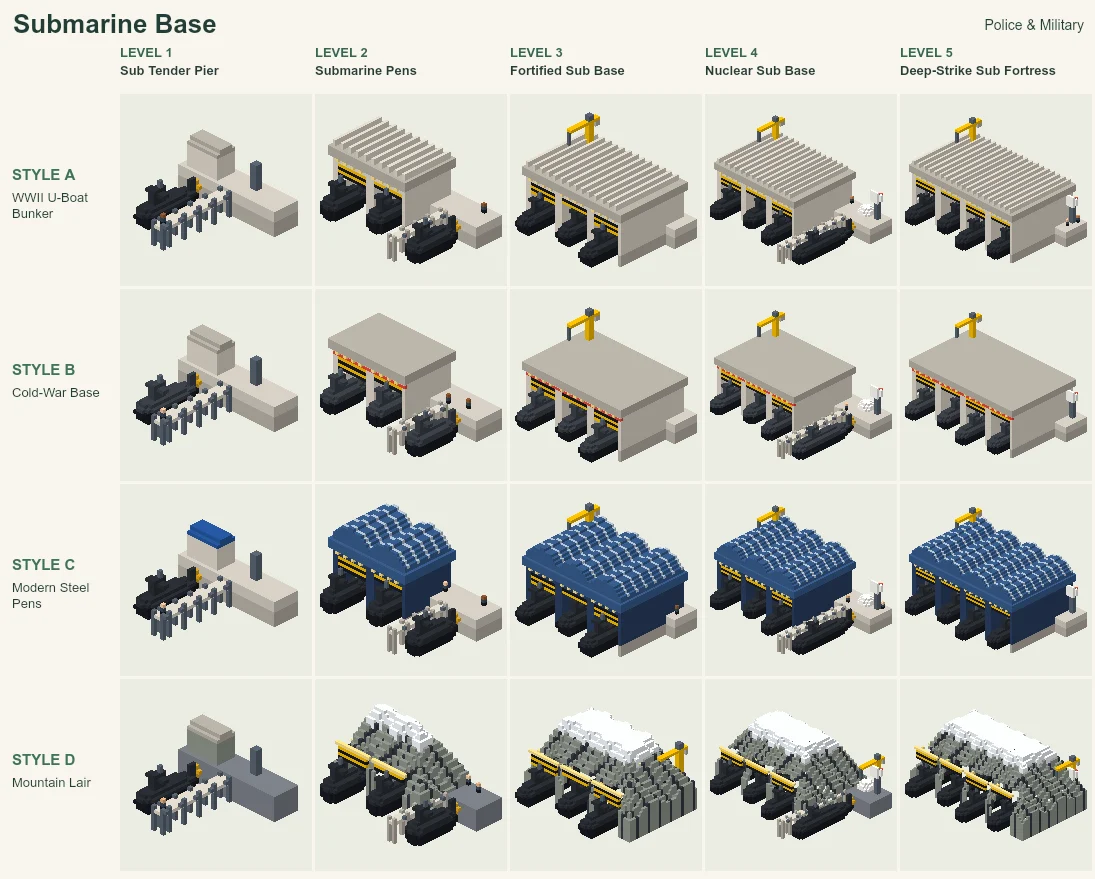 Submarine Base
Police & Military
LEVEL 1
Sub Tender Pier
LEVEL 2
Submarine Pens
LEVEL 3
Fortified Sub Base
LEVEL 4
Nuclear Sub Base
LEVEL 5
Deep-Strike Sub Fortress
STYLE A
WWII U-Boat
Bunker
STYLE B
Cold-War Base
STYLE C
Modern Steel
Pens
STYLE D
Mountain Lair